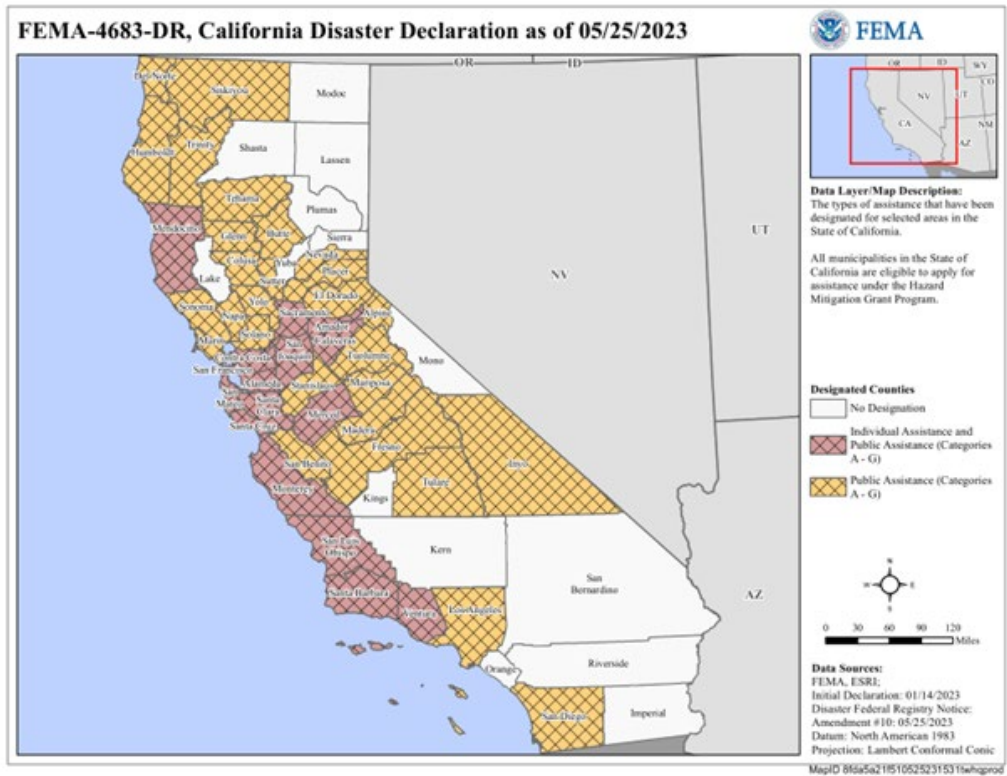 FEMA-4683-DR, California Disaster Declaration as of 05/25/2023
FEMA
OR
ID
WY
CO
NV
UT
CA
AZ
NM
Data Layer/Map Description:
The types of assistance that have been
designated for selected areas in the
State of California.
All municipalities in the State of
California are eligible to apply for
assistance under the Hazard
Mitigation Grant Program.
Designated Counties
No Designation
Individual Assistance and
Public Assistance (Categories
A - G)
Public Assistance (Categories
A - G)
N
W
E
S
0 30 60 90 120
Miles
Data Sources:
FEMA, ESRI;
Initial Declaration: 01/14/2023
Disaster Federal Registry Notice:
Amendment #10: 05/25/2023
Datum: North American 1983
Projection: Lambert Conformal Conic
OR
ID
NV
UT
AZ
Del Norte
Siskiyou
Modoc
Humboldt
Trinity
Shasta
Lassen
Tehama
Plumas
Mendocino
Glenn
Butte
Sierra
Lake
Colusa
Yuba
Nevada
Sutter
Placer
Sonoma
Napa
Yolo
El Dorado
Sacramento
Amador
Alpine
Marin
Solano
Calaveras
Contra Costa
San
Joaquin
Tuolumne
Mono
San Francisco
Alameda
Stanislaus
Mariposa
San
Mateo
Santa
Clara
Merced
Santa Cruz
Madera
San Benito
Fresno
Inyo
Monterey
Kings
Tulare
San Luis
Obispo
Kern
San
Bernardino
Santa Barbara
Ventura
Los Angeles
Orange
Riverside
San Diego
Imperial